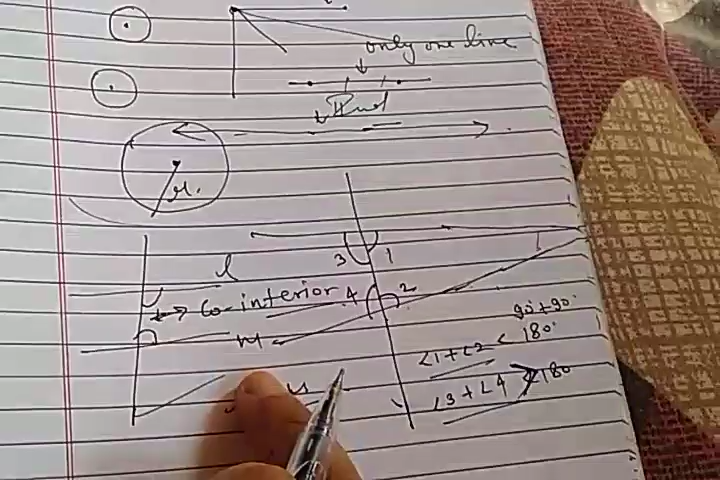 only one line
r.
3 1
l
Co-interior 4 2
90° + 90°
m
∠1+∠2 < 180°
∠3 + ∠4 > 180